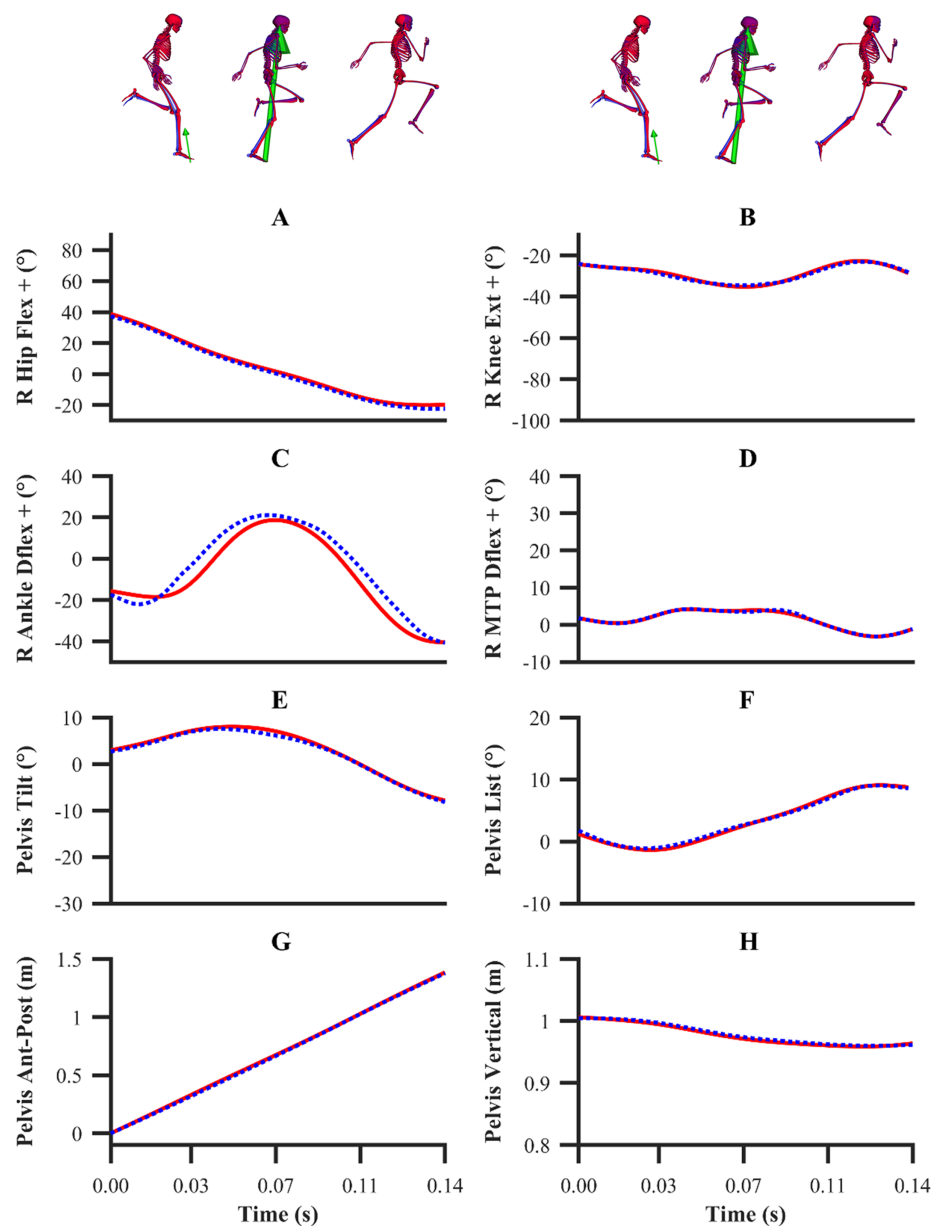 A
R Hip Flex + (°)
80
60
40
20
0
-20
B
R Knee Ext + (°)
-20
-40
-60
-80
-100
C
R Ankle Dflex + (°)
40
20
0
-20
-40
D
R MTP Dflex + (°)
40
30
20
10
0
-10
E
Pelvis Tilt (°)
10
0
-10
-20
-30
F
Pelvis List (°)
20
10
0
-10
G
Pelvis Ant-Post (m)
1.5
1
0.5
0
0.00 0.03 0.07 0.11 0.14
Time (s)
H
Pelvis Vertical (m)
1.1
1
0.9
0.8
0.00 0.03 0.07 0.11 0.14
Time (s)